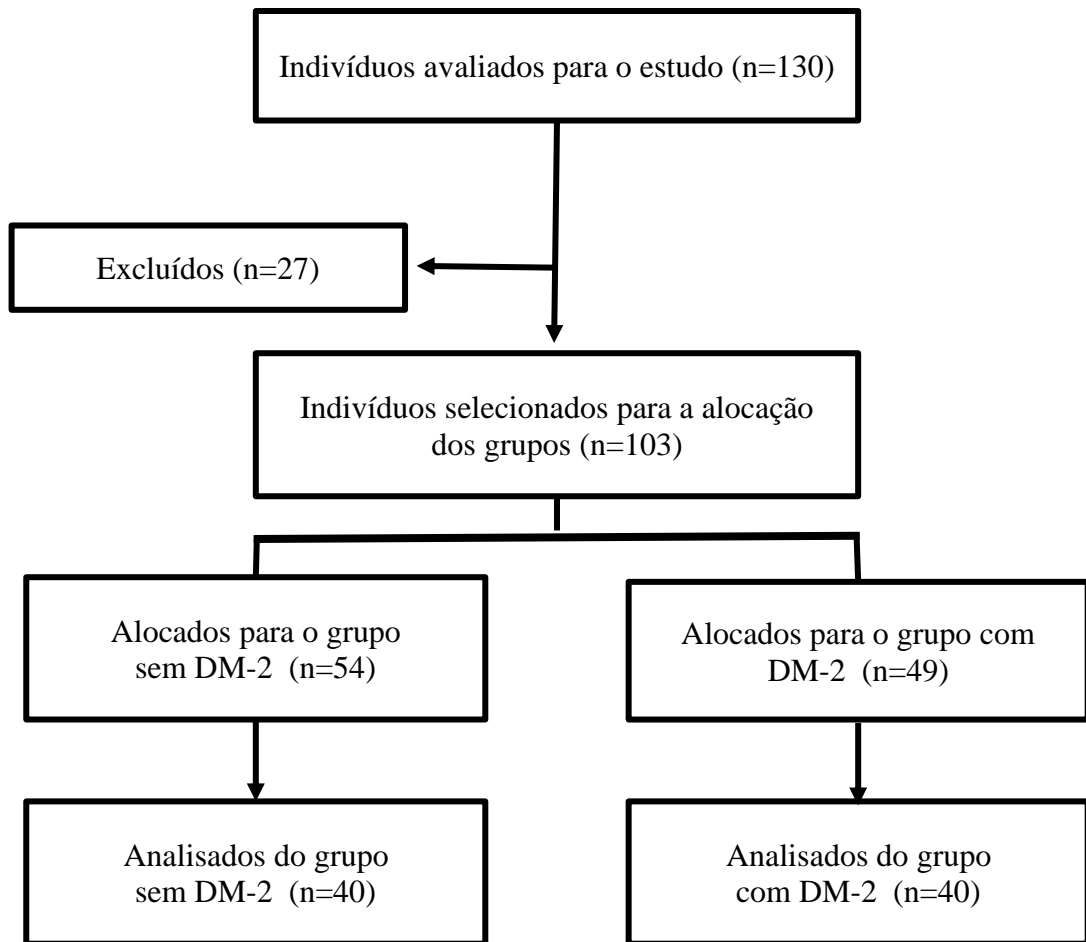 Indivíduos avaliados para o estudo (n=130)
Excluídos (n=27)
Indivíduos selecionados para a alocação
dos grupos (n=103)
Alocados para o grupo
sem DM-2  (n=54)
Alocados para o grupo com
DM-2  (n=49)
Analisados do grupo
sem DM-2  (n=40)
Analisados do grupo
com DM-2  (n=40)